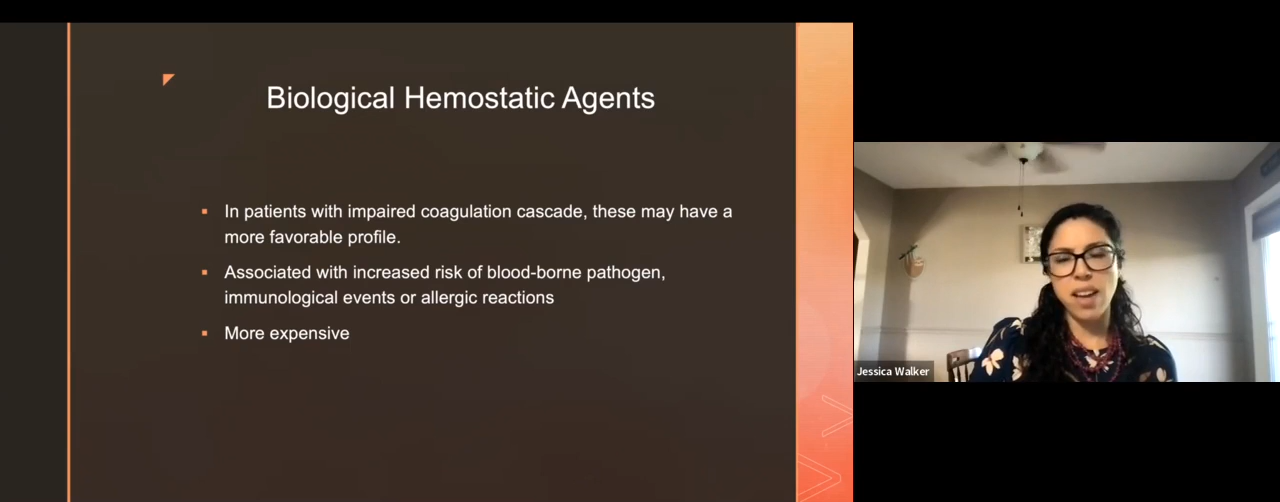 Biological Hemostatic Agents
In patients with impaired coagulation cascade, these may have a
more favorable profile.
Associated with increased risk of blood-borne pathogen,
immunological events or allergic reactions
More expensive
Jessica Walker